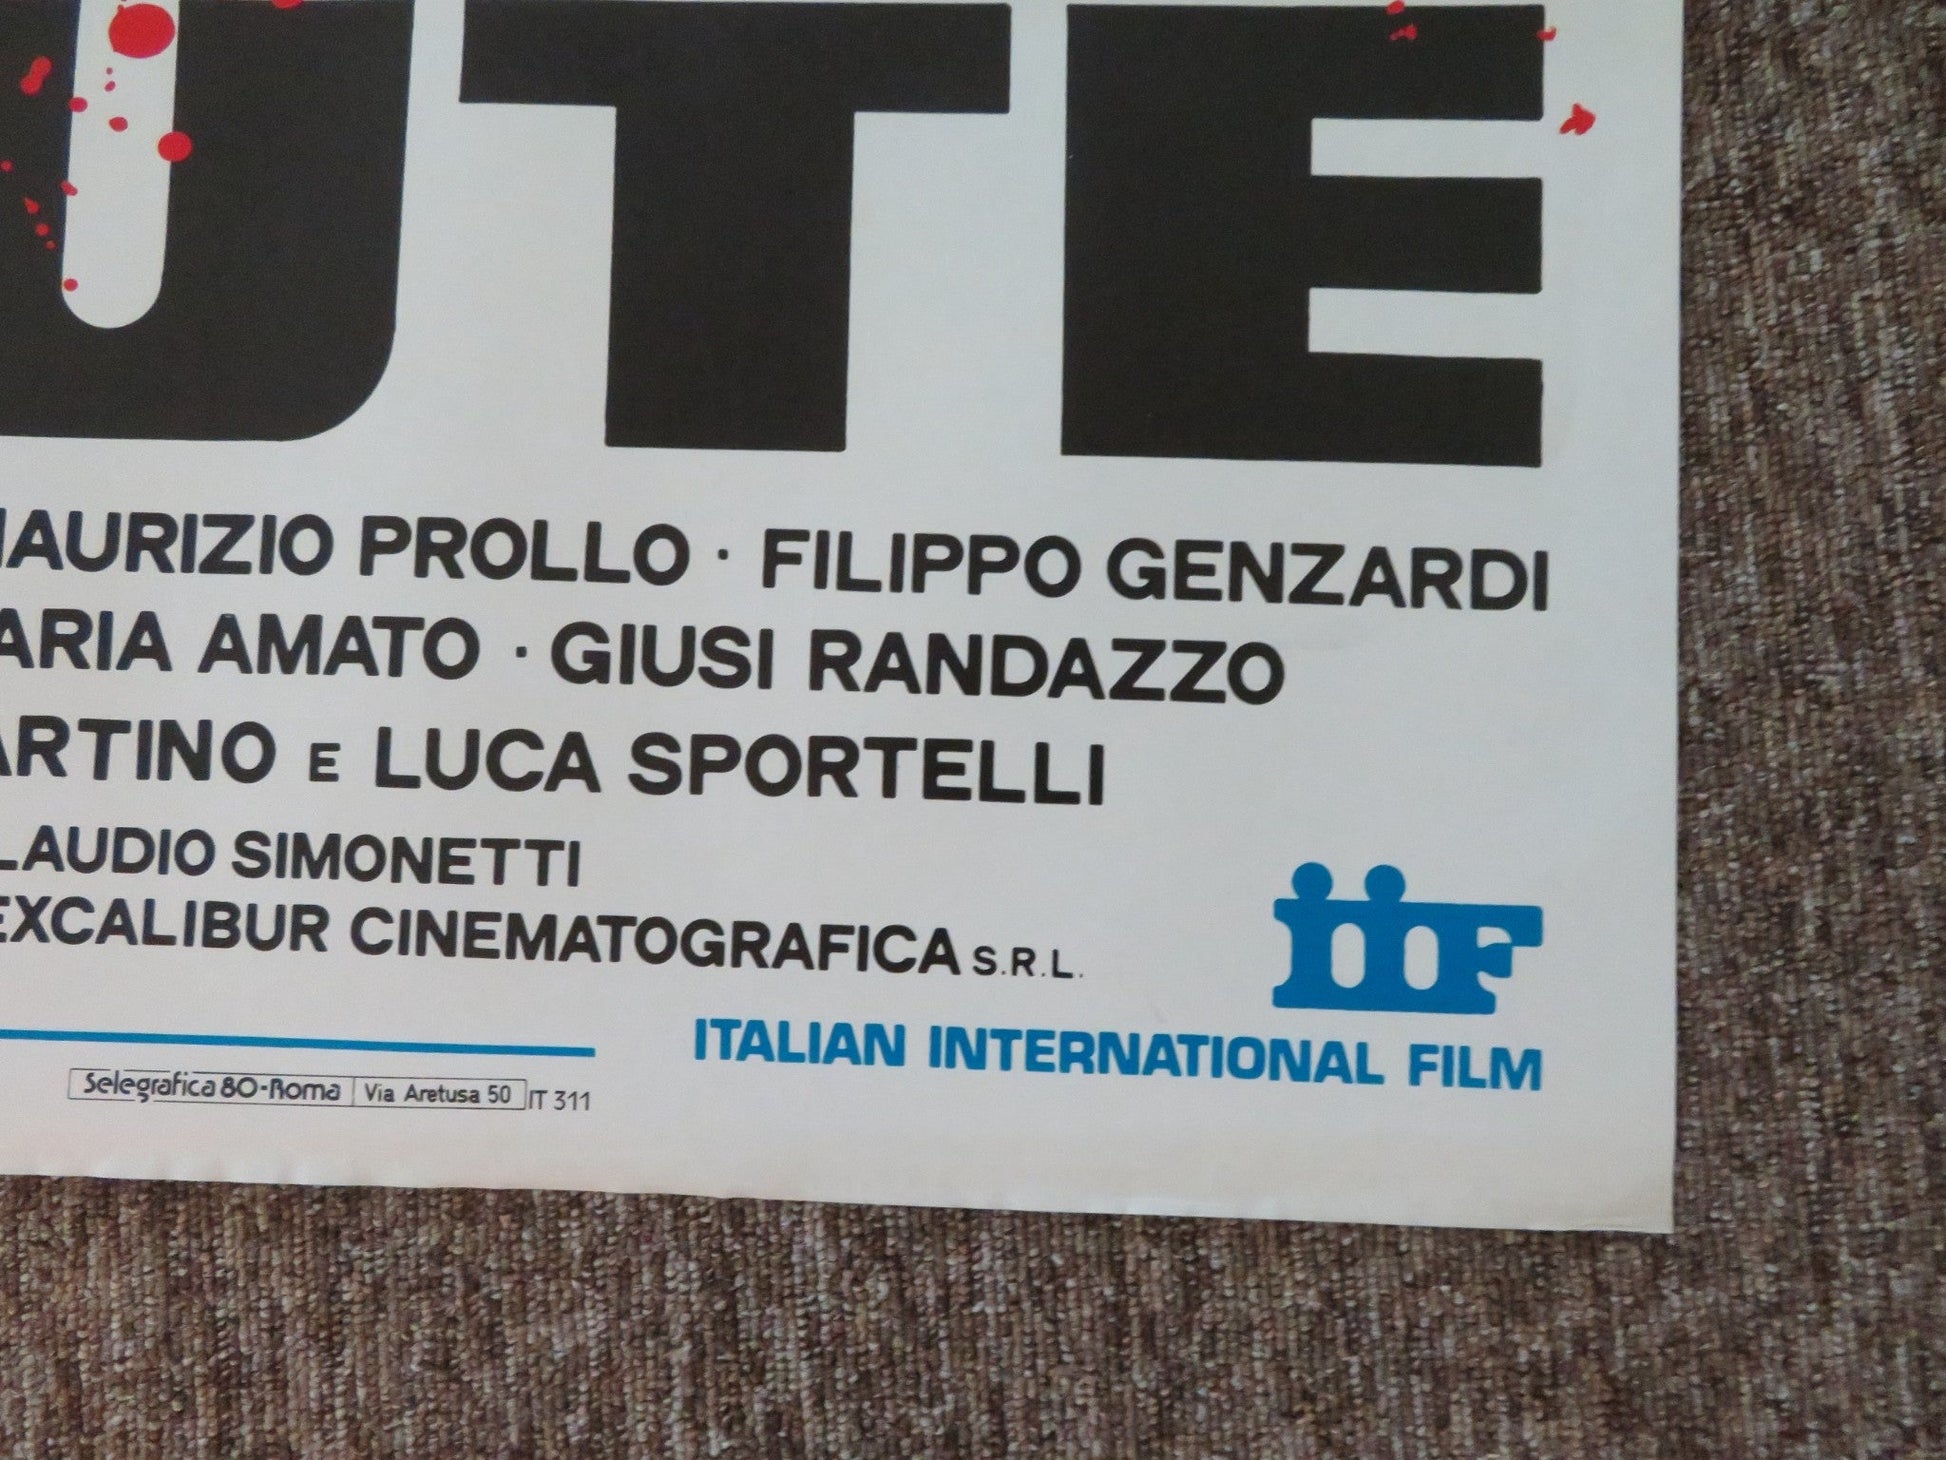 UTE
MAURIZIO PROLLO · FILIPPO GENZARDI
ARIA AMATO · GIUSI RANDAZZO
ARTINO E LUCA SPORTELLI
LAUDIO SIMONETTI
EXCALIBUR CINEMATOGRAFICA S.R.L.
iiF
ITALIAN INTERNATIONAL FILM
Selegrafica 80-Roma Via Aretusa 50 IT 311